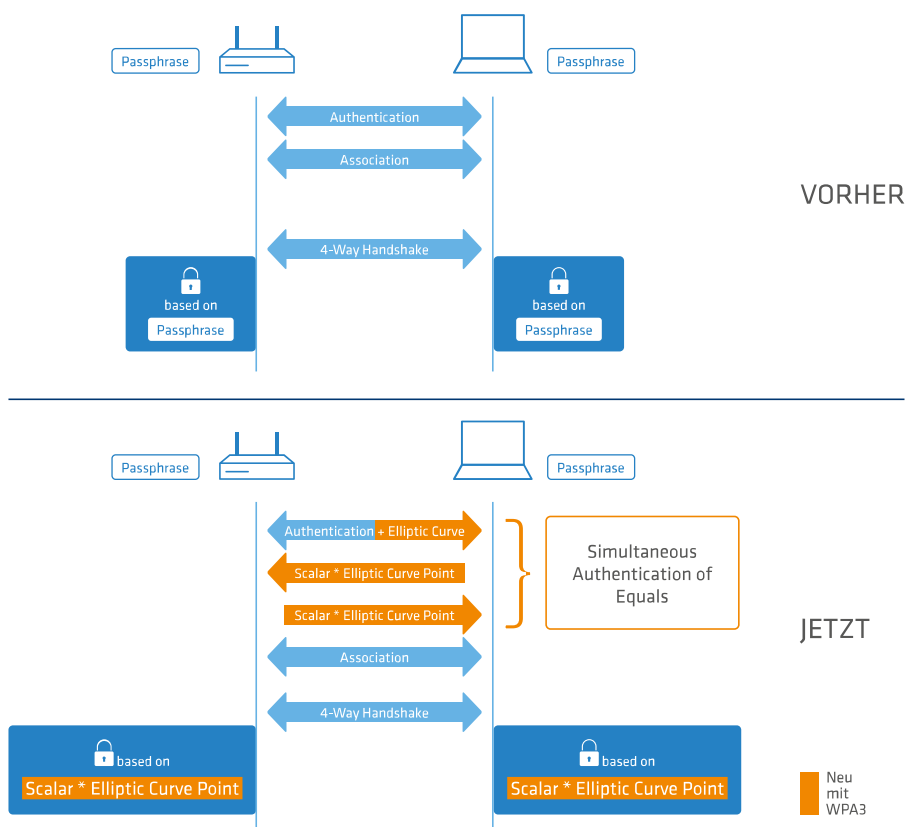 Passphrase
Passphrase
Authentication
Association
VORHER
4-Way Handshake
based on
Passphrase
based on
Passphrase
Passphrase
Passphrase
Authentication + Elliptic Curve
Scalar * Elliptic Curve Point
Scalar * Elliptic Curve Point
Simultaneous
Authentication of
Equals
JETZT
Association
4-Way Handshake
based on
Scalar * Elliptic Curve Point
based on
Scalar * Elliptic Curve Point
Neu
mit
WPA3